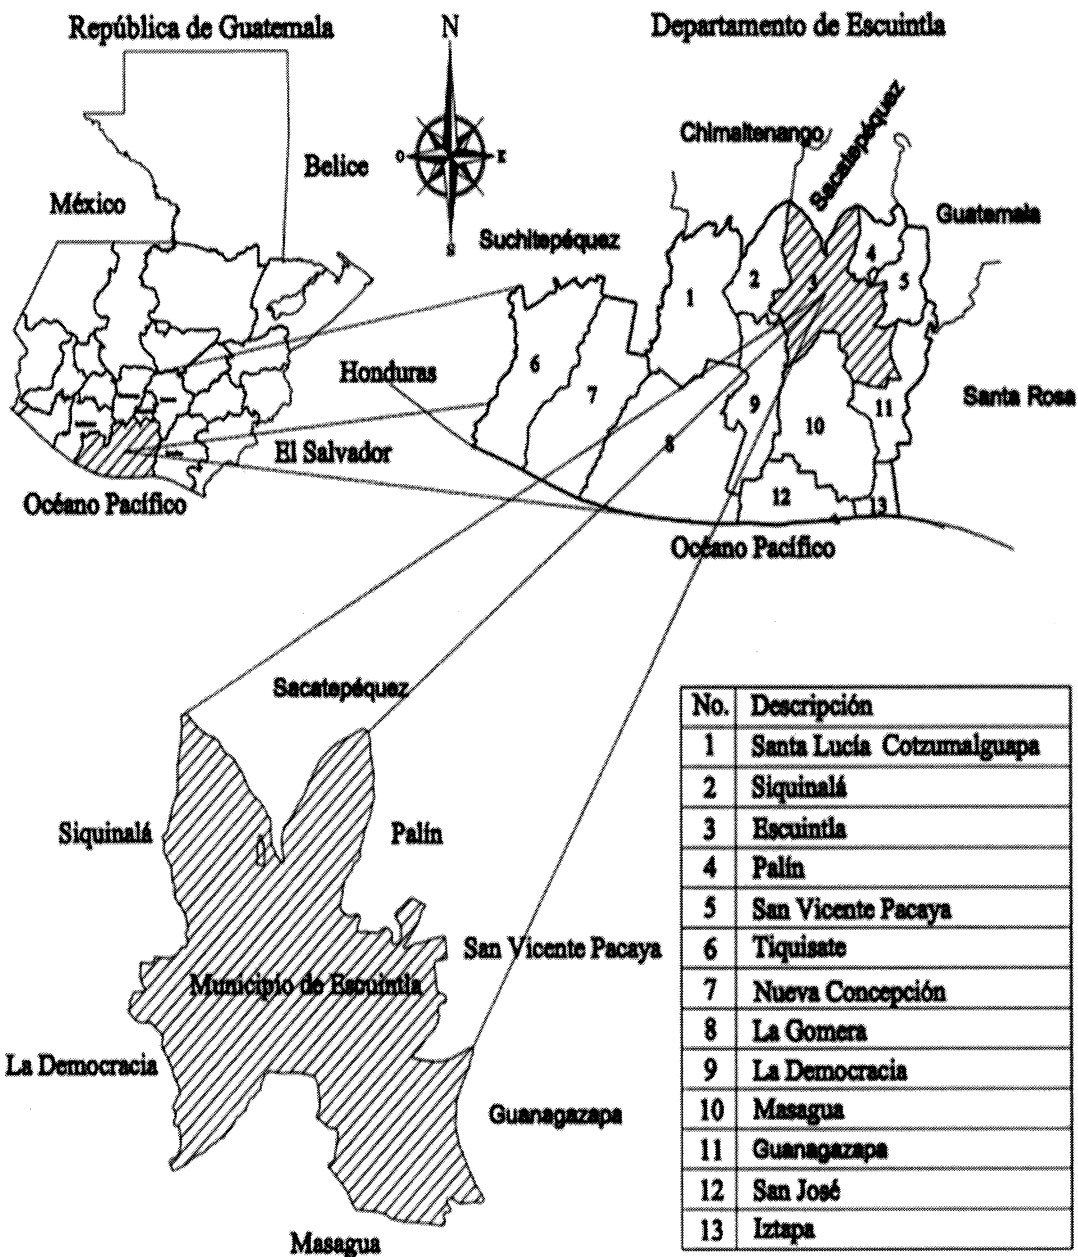 República de Guatemala
N
Departamento de Escuintla
Belice
México
O
E
S
Chimaltenango
Sacatepéquez
Guatemala
Suchitepéquez
1
2
3
4
5
6
7
8
9
10
11
12
13
Honduras
Santa Rosa
El Salvador
Océano Pacífico
Océano Pacífico
Sacatepéquez
Siquinalá
Palín
San Vicente Pacaya
Municipio de Escuintla
La Democracia
Guanagazapa
Masagua
No. Descripción
1 Santa Lucía Cotzumalguapa
2 Siquinalá
3 Escuintla
4 Palín
5 San Vicente Pacaya
6 Tiquisate
7 Nueva Concepción
8 La Gomera
9 La Democracia
10 Masagua
11 Guanagazapa
12 San José
13 Iztapa